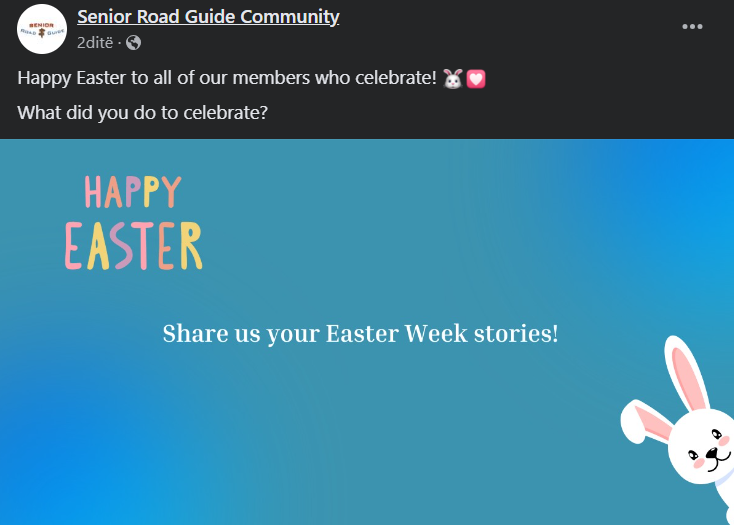 SENIOR
ROAD GUIDE
Senior Road Guide Community
2ditë ·
Happy Easter to all of our members who celebrate! 🐰💟
What did you do to celebrate?
HAPPY
EASTER
Share us your Easter Week stories!